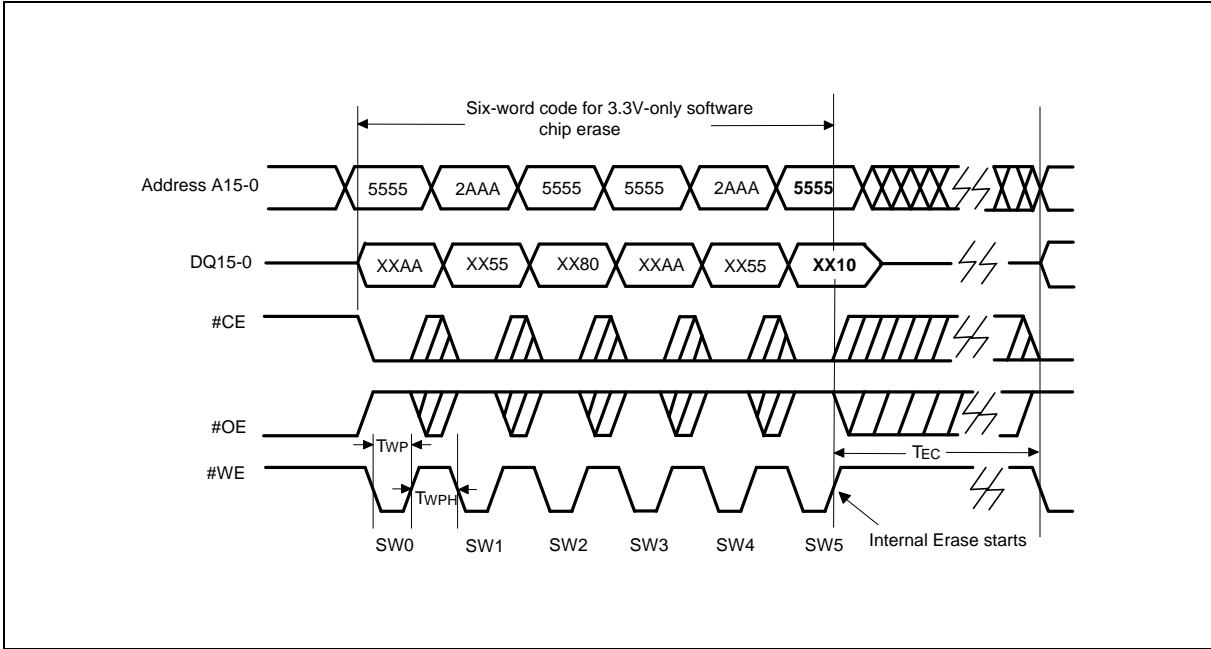 Six-word code for 3.3V-only software
chip erase
Address A15-0
5555 2AAA 5555 5555 2AAA 5555
DQ15-0
XXAA XX55 XX80 XXAA XX55 XX10
#CE
#OE
TWP
TEC
#WE
TWPH
SW0 SW1 SW2 SW3 SW4 SW5
Internal Erase starts